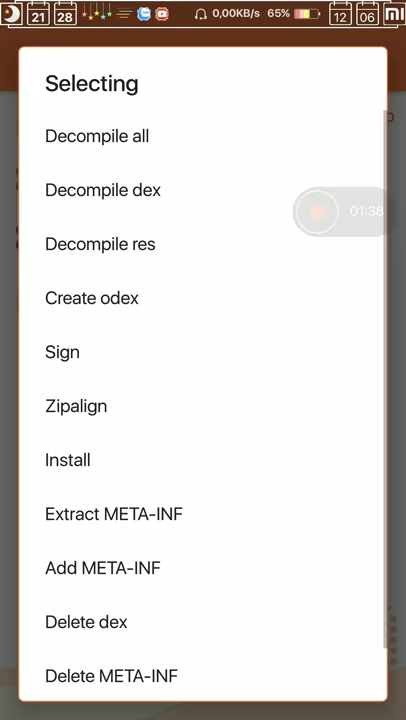 21 28 0,00KB/s 65% 12 06 MI
Selecting
Decompile all
Decompile dex
01:38
Decompile res
Create odex
Sign
Zipalign
Install
Extract META-INF
Add META-INF
Delete dex
Delete META-INF